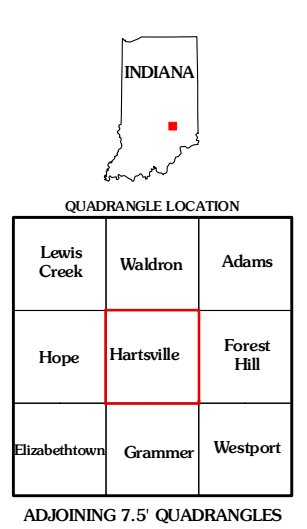 INDIANA
QUADRANGLE LOCATION
Lewis
Creek
Waldron
Adams
Hope
Hartsville
Forest
Hill
Elizabethtown
Grammer
Westport
ADJOINING 7.5' QUADRANGLES